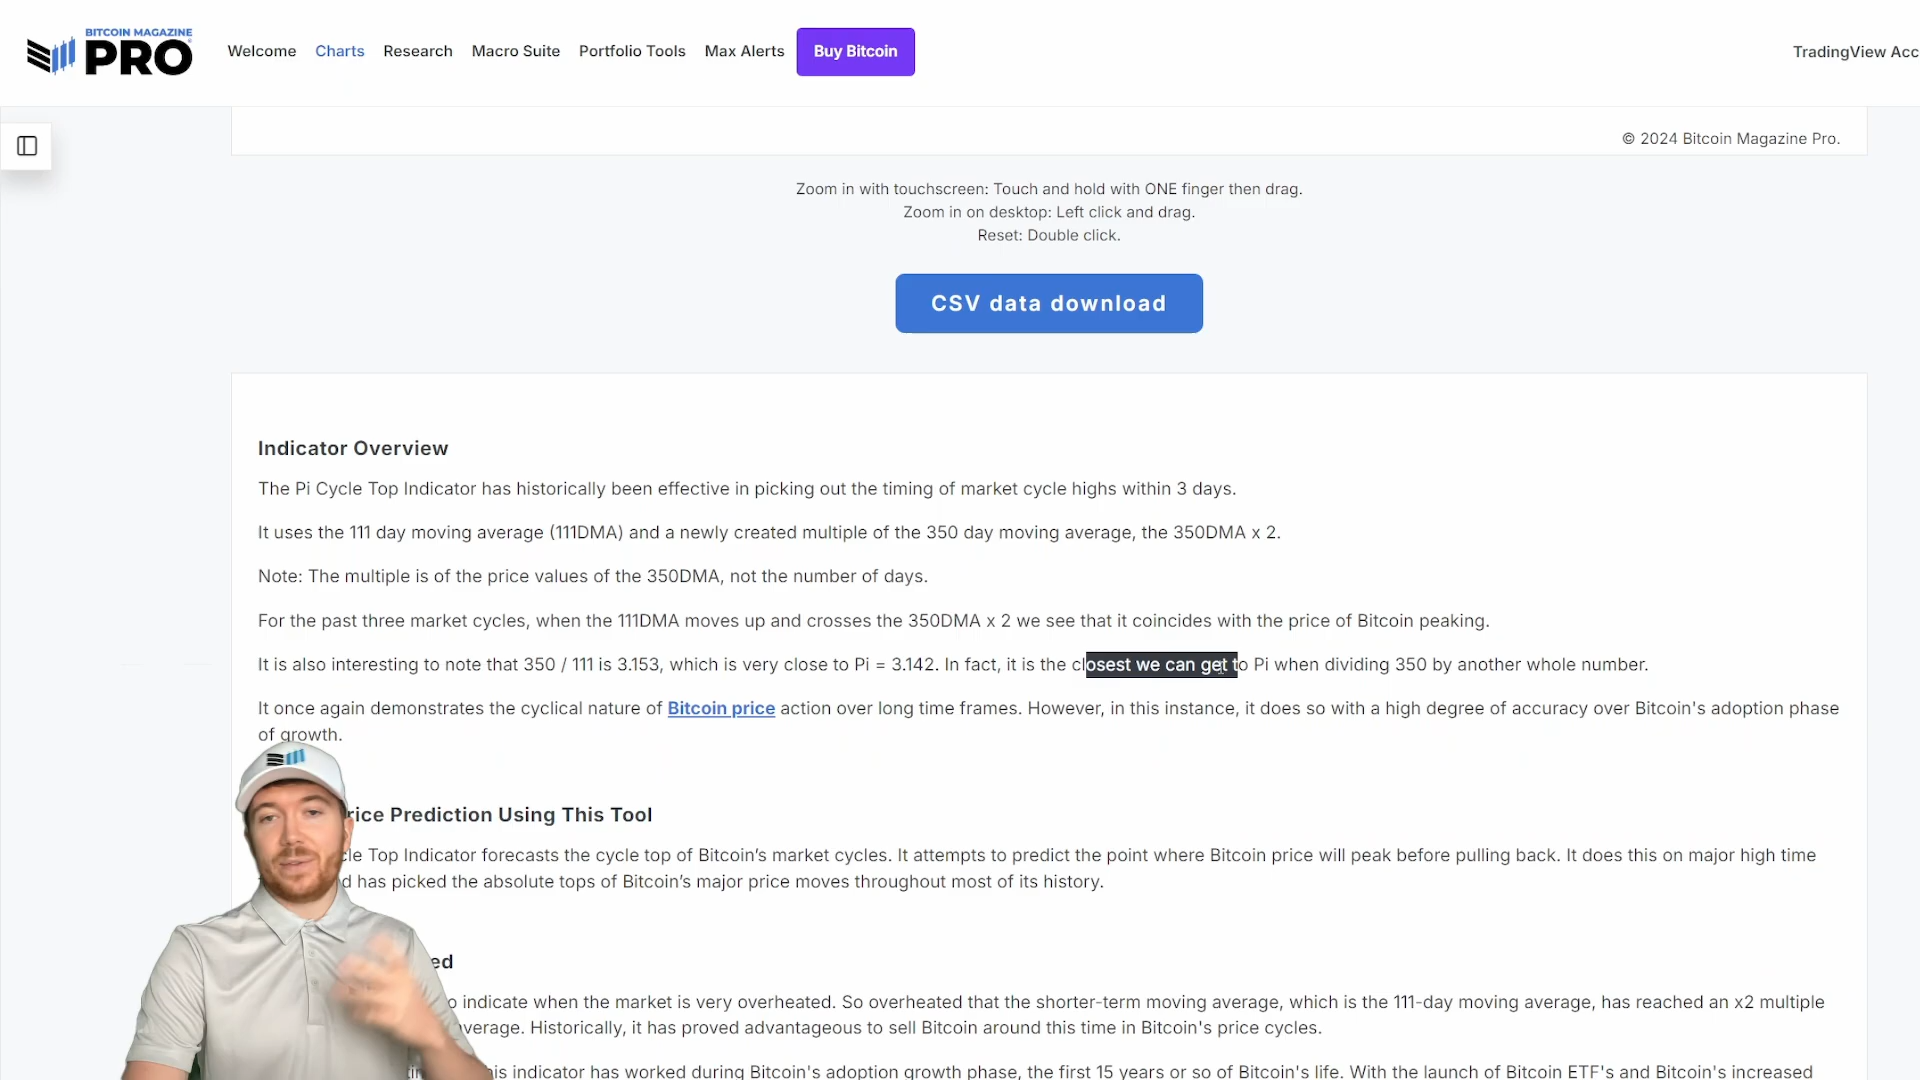 BITCOIN MAGAZINE
PRO
Welcome
Charts
Research
Macro Suite
Portfolio Tools
Max Alerts
Buy Bitcoin
TradingView Acc
© 2024 Bitcoin Magazine Pro.
Zoom in with touchscreen: Touch and hold with ONE finger then drag.
Zoom in on desktop: Left click and drag.
Reset: Double click.
CSV data download
Indicator Overview
The Pi Cycle Top Indicator has historically been effective in picking out the timing of market cycle highs within 3 days.
It uses the 111 day moving average (111DMA) and a newly created multiple of the 350 day moving average, the 350DMA x 2.
Note: The multiple is of the price values of the 350DMA, not the number of days.
For the past three market cycles, when the 111DMA moves up and crosses the 350DMA x 2 we see that it coincides with the price of Bitcoin peaking.
It is also interesting to note that 350 / 111 is 3.153, which is very close to Pi = 3.142. In fact, it is the closest we can get to Pi when dividing 350 by another whole number.
It once again demonstrates the cyclical nature of Bitcoin price action over long time frames. However, in this instance, it does so with a high degree of accuracy over Bitcoin's adoption phase
of growth.
rice Prediction Using This Tool
cle Top Indicator forecasts the cycle top of Bitcoin’s market cycles. It attempts to predict the point where Bitcoin price will peak before pulling back. It does this on major high time
d has picked the absolute tops of Bitcoin’s major price moves throughout most of its history.
ed
o indicate when the market is very overheated. So overheated that the shorter-term moving average, which is the 111-day moving average, has reached an x2 multiple
verage. Historically, it has proved advantageous to sell Bitcoin around this time in Bitcoin's price cycles.
is indicator has worked during Bitcoin's adoption growth phase, the first 15 years or so of Bitcoin's life. With the launch of Bitcoin ETF's and Bitcoin's increased